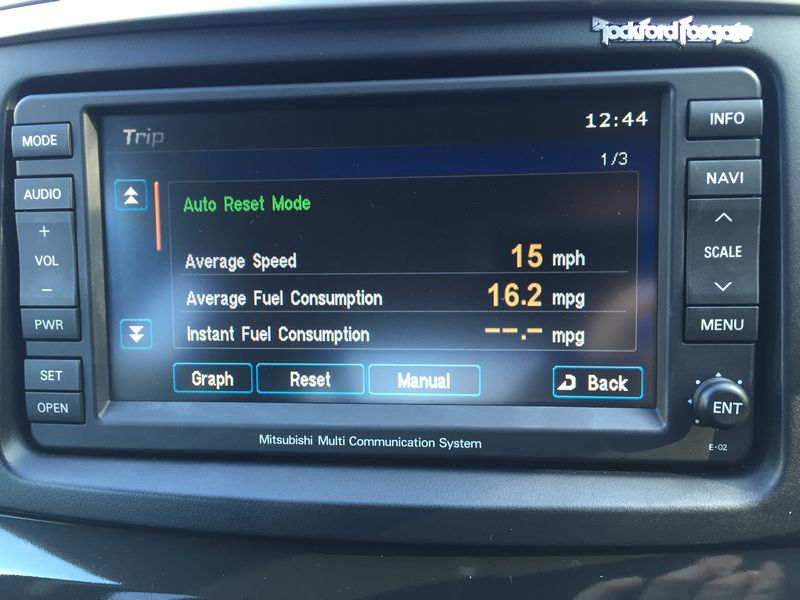 Rockford Fosgate
Trip
12:44
1/3
Auto Reset Mode
Average Speed 15 mph
Average Fuel Consumption 16.2 mpg
Instant Fuel Consumption --.- mpg
Graph Reset Manual Back
MODE
AUDIO
+
VOL
−
PWR
SET
OPEN
INFO
NAVI
SCALE
MENU
ENT
E-02
Mitsubishi Multi Communication System